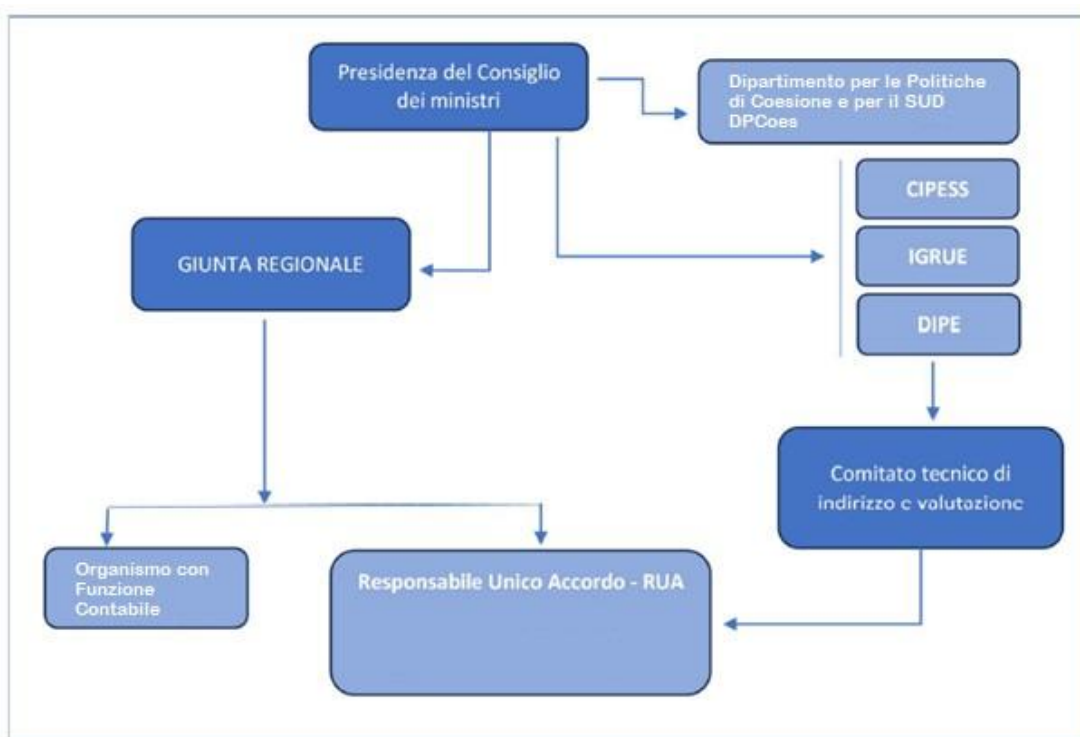 Presidenza del Consiglio
dei ministri
Dipartimento per le Politiche
di Coesione e per il SUD
DPCoes
CIPESS
GIUNTA REGIONALE
IGRUE
DIPE
Comitato tecnico di
indirizzo e valutazione
Organismo con
Funzione
Contabile
Responsabile Unico Accordo - RUA